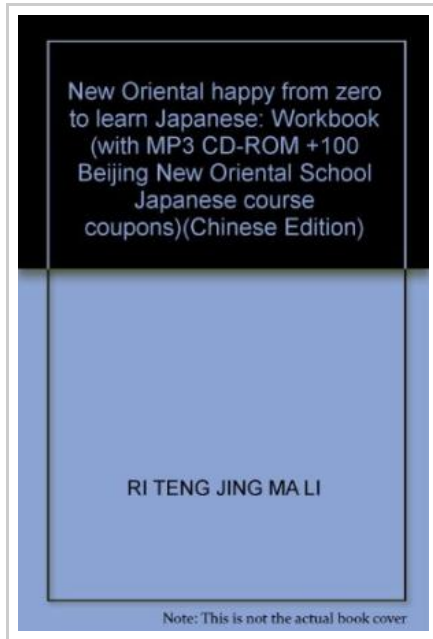 New Oriental happy from zero
to learn Japanese: Workbook
(with MP3 CD-ROM +100
Beijing New Oriental School
Japanese course
coupons)(Chinese Edition)
RI TENG JING MA LI
Note: This is not the actual book cover